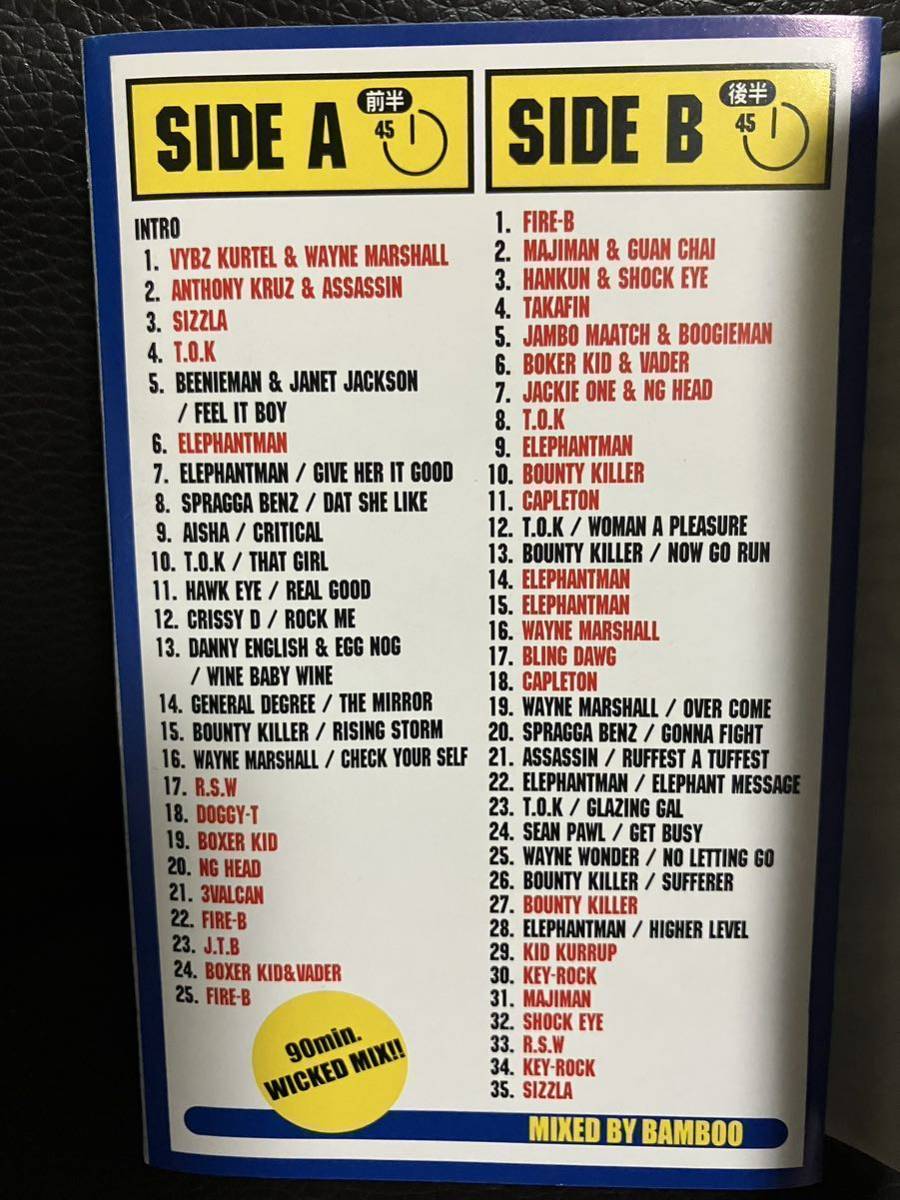 SIDE A 前半 45
INTRO
1. VYBZ KURTEL & WAYNE MARSHALL
2. ANTHONY KRUZ & ASSASSIN
3. SIZZLA
4. T.O.K
5. BEENIEMAN & JANET JACKSON
/ FEEL IT BOY
6. ELEPHANTMAN
7. ELEPHANTMAN / GIVE HER IT GOOD
8. SPRAGGA BENZ / DAT SHE LIKE
9. AISHA / CRITICAL
10. T.O.K / THAT GIRL
11. HAWK EYE / REAL GOOD
12. CRISSY D / ROCK ME
13. DANNY ENGLISH & EGG NOG
/ WINE BABY WINE
14. GENERAL DEGREE / THE MIRROR
15. BOUNTY KILLER / RISING STORM
16. WAYNE MARSHALL / CHECK YOUR SELF
17. R.S.W
18. DOGGY-T
19. BOXER KID
20. NG HEAD
21. 3VALCAN
22. FIRE-B
23. J.T.B
24. BOXER KID&VADER
25. FIRE-B
90min.
WICKED MIX!!
SIDE B 後半 45
1. FIRE-B
2. MAJIMAN & GUAN CHAI
3. HANKUN & SHOCK EYE
4. TAKAFIN
5. JAMBO MAATCH & BOOGIEMAN
6. BOKER KID & VADER
7. JACKIE ONE & NG HEAD
8. T.O.K
9. ELEPHANTMAN
10. BOUNTY KILLER
11. CAPLETON
12. T.O.K / WOMAN A PLEASURE
13. BOUNTY KILLER / NOW GO RUN
14. ELEPHANTMAN
15. ELEPHANTMAN
16. WAYNE MARSHALL
17. BLING DAWG
18. CAPLETON
19. WAYNE MARSHALL / OVER COME
20. SPRAGGA BENZ / GONNA FIGHT
21. ASSASSIN / RUFFEST A TUFFEST
22. ELEPHANTMAN / ELEPHANT MESSAGE
23. T.O.K / GLAZING GAL
24. SEAN PAWL / GET BUSY
25. WAYNE WONDER / NO LETTING GO
26. BOUNTY KILLER / SUFFERER
27. BOUNTY KILLER
28. ELEPHANTMAN / HIGHER LEVEL
29. KID KURRUP
30. KEY-ROCK
31. MAJIMAN
32. SHOCK EYE
33. R.S.W
34. KEY-ROCK
35. SIZZLA
MIXED BY BAMBOO